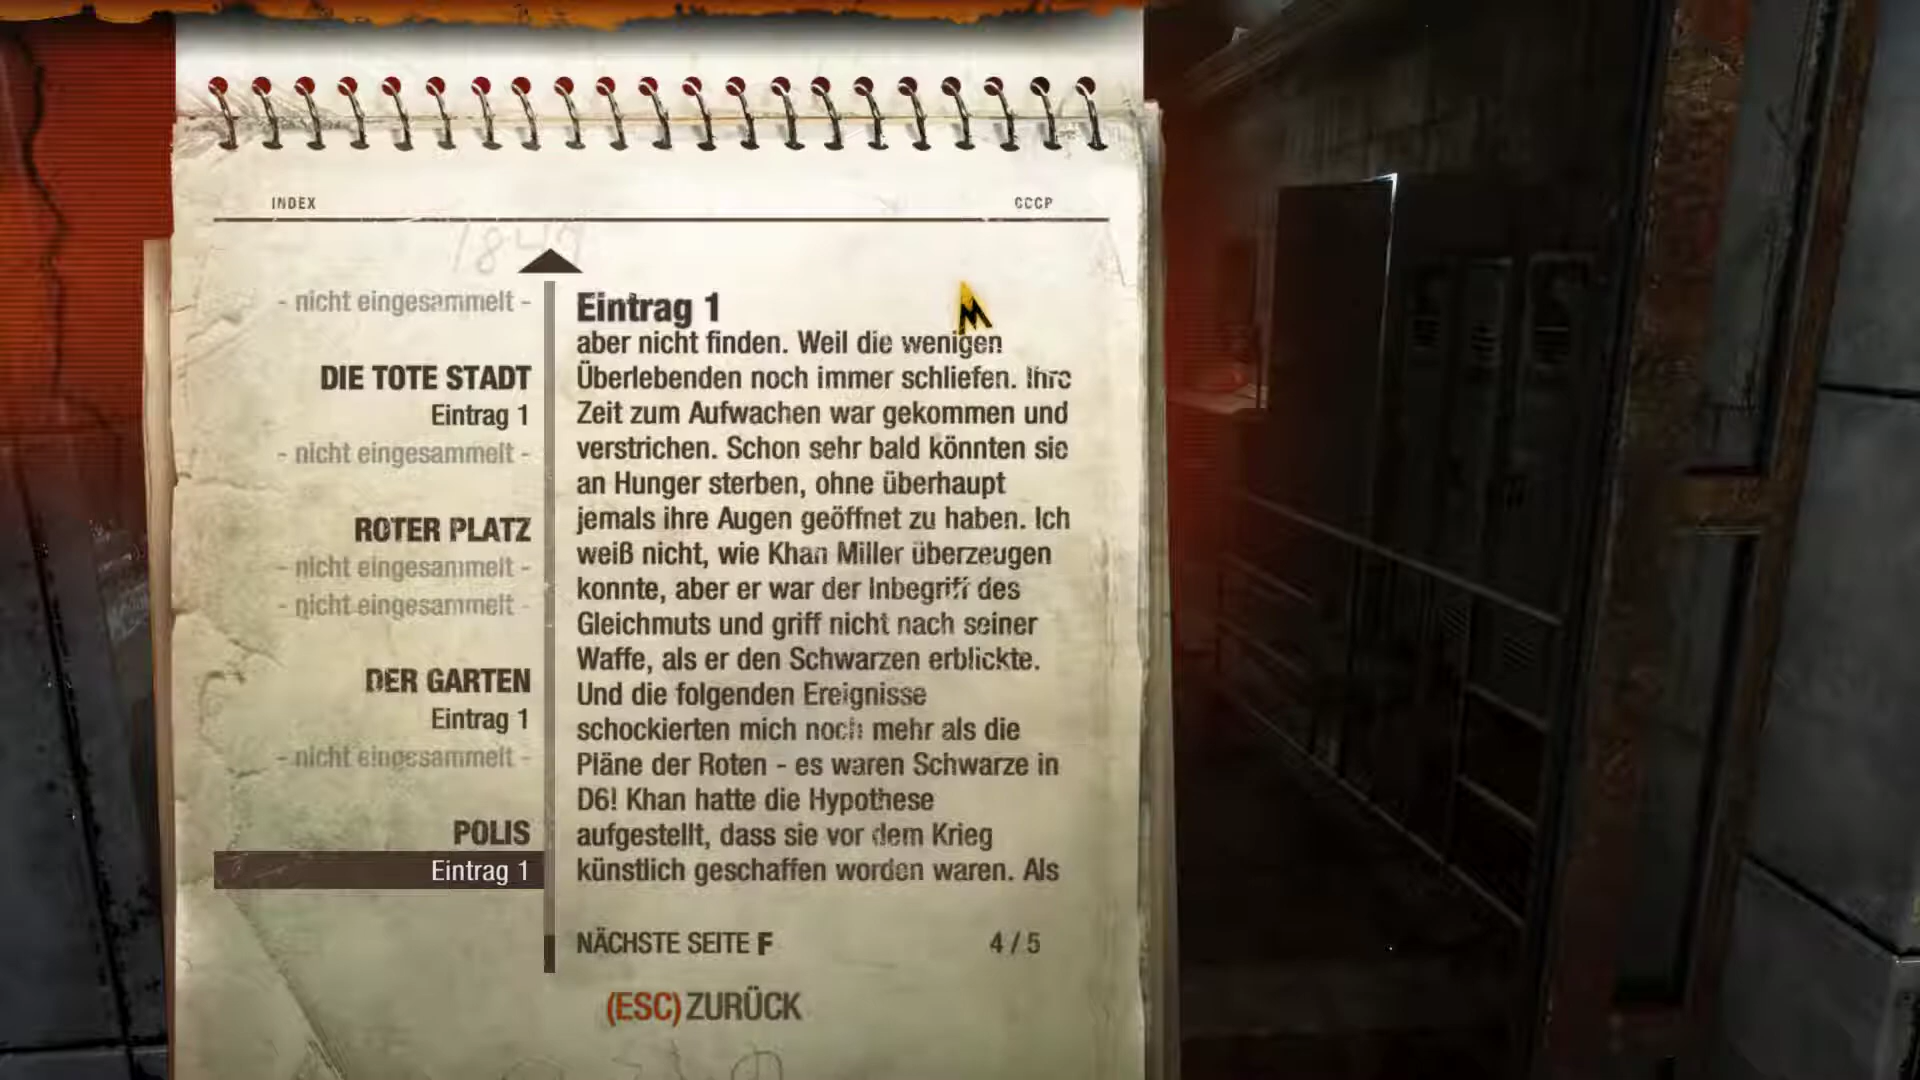 INDEX
CCCP
1849
- nicht eingesammelt -
DIE TOTE STADT
Eintrag 1
- nicht eingesammelt -
ROTER PLATZ
- nicht eingesammelt -
- nicht eingesammelt -
DER GARTEN
Eintrag 1
- nicht eingesammelt -
POLIS
Eintrag 1
Eintrag 1
aber nicht finden. Weil die wenigen
Überlebenden noch immer schliefen. Ihre
Zeit zum Aufwachen war gekommen und
verstrichen. Schon sehr bald könnten sie
an Hunger sterben, ohne überhaupt
jemals ihre Augen geöffnet zu haben. Ich
weiß nicht, wie Khan Miller überzeugen
konnte, aber er war der Inbegriff des
Gleichmuts und griff nicht nach seiner
Waffe, als er den Schwarzen erblickte.
Und die folgenden Ereignisse
schockierten mich noch mehr als die
Pläne der Roten - es waren Schwarze in
D6! Khan hatte die Hypothese
aufgestellt, dass sie vor dem Krieg
künstlich geschaffen worden waren. Als
NÄCHSTE SEITE F
4 / 5
(ESC) ZURÜCK